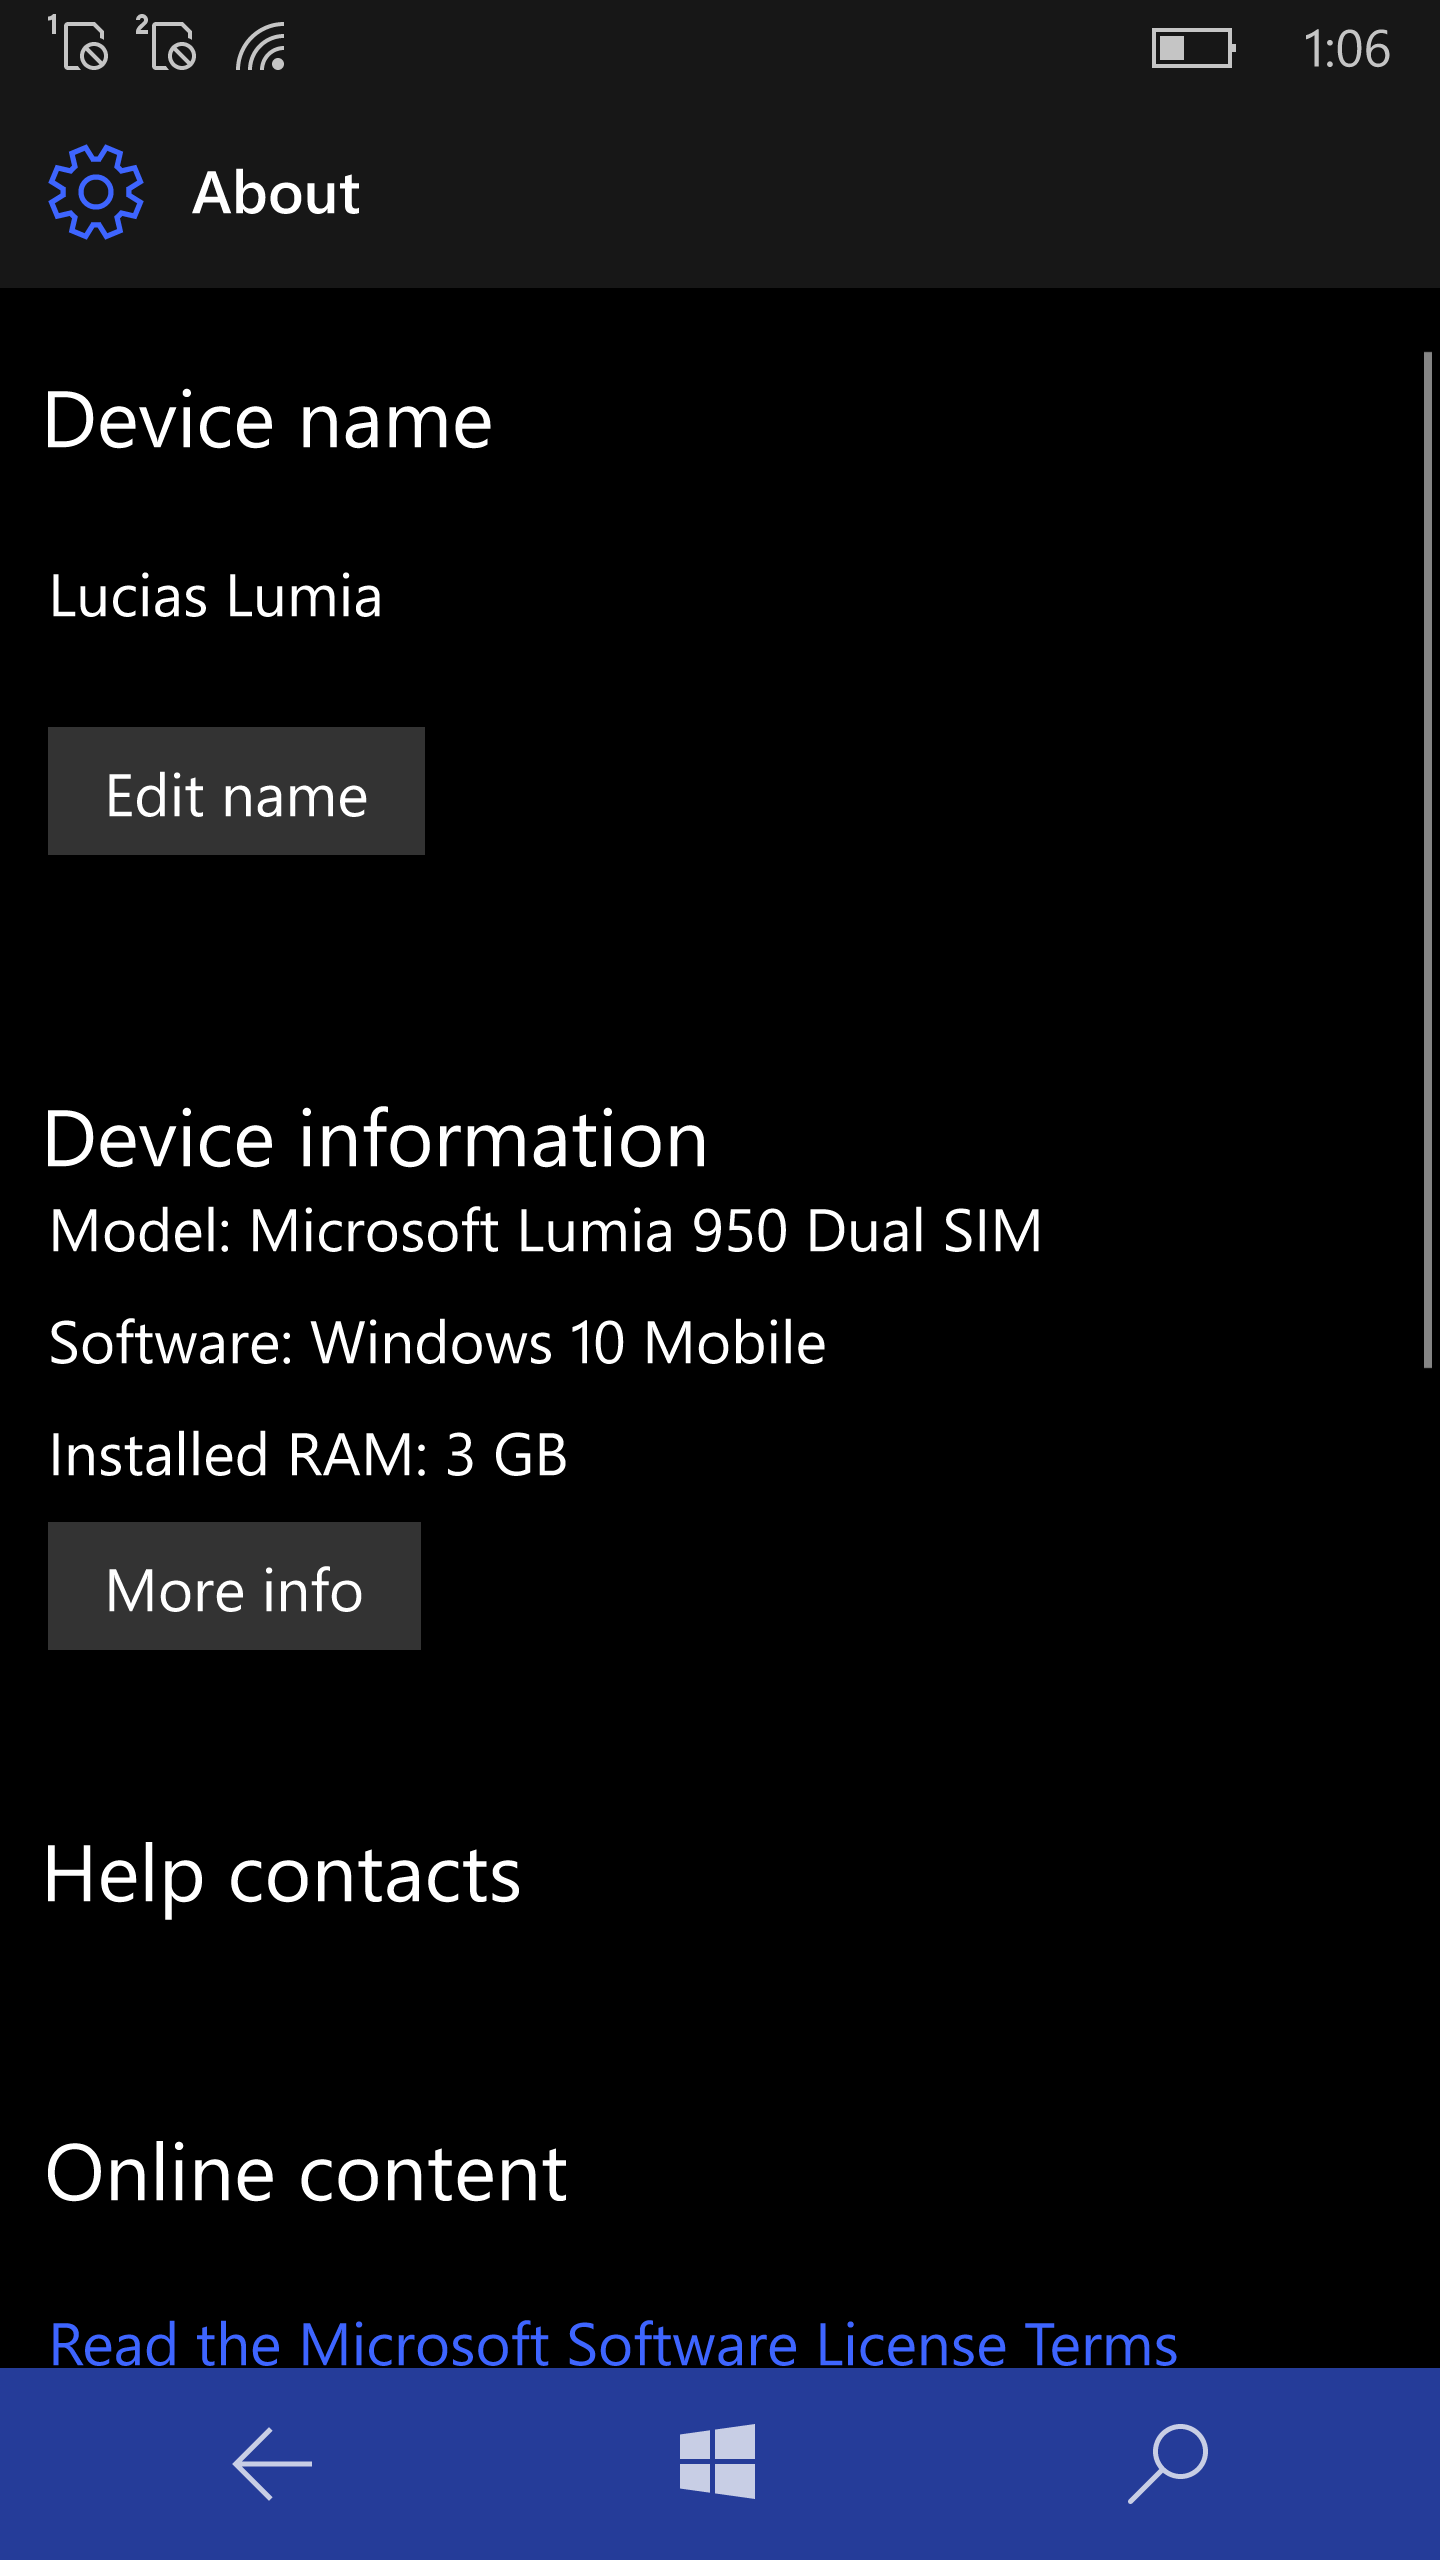 1 2 1:06
About
Device name
Lucias Lumia
Edit name
Device information
Model: Microsoft Lumia 950 Dual SIM
Software: Windows 10 Mobile
Installed RAM: 3 GB
More info
Help contacts
Online content
Read the Microsoft Software License Terms